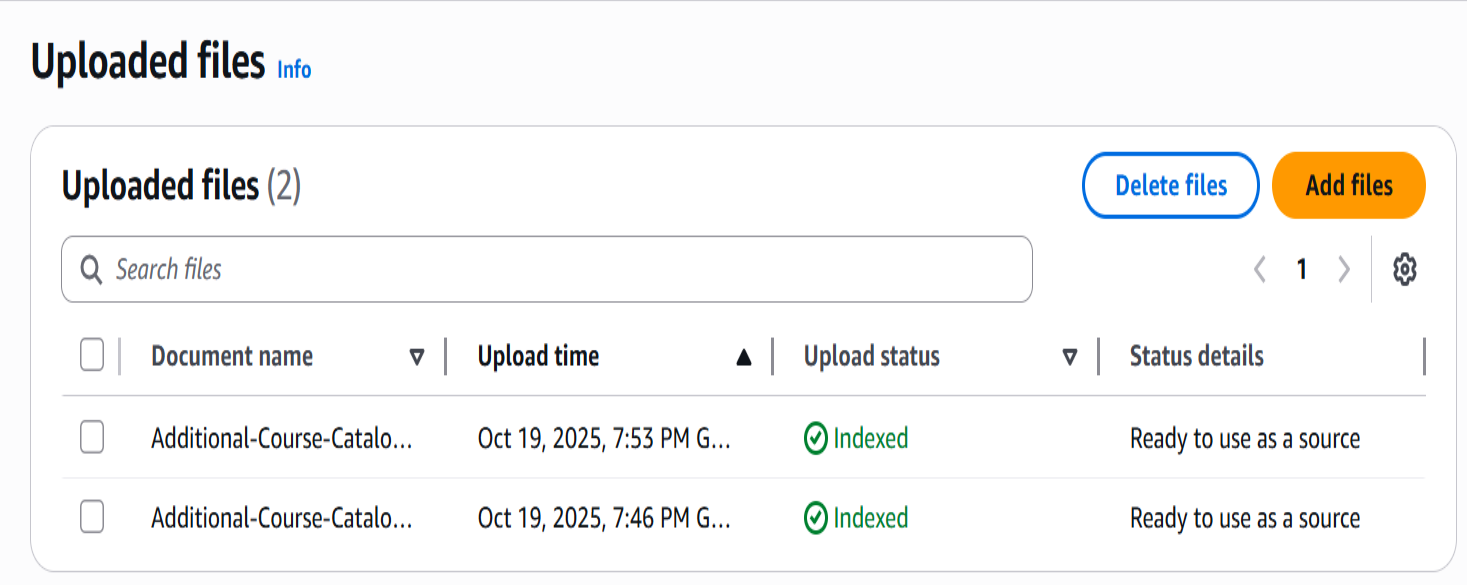 Uploaded files Info
Uploaded files (2)
Delete files
Add files
Search files
1
Document name Upload time Upload status Status details
Additional-Course-Catalo... Oct 19, 2025, 7:53 PM G... Indexed Ready to use as a source
Additional-Course-Catalo... Oct 19, 2025, 7:46 PM G... Indexed Ready to use as a source